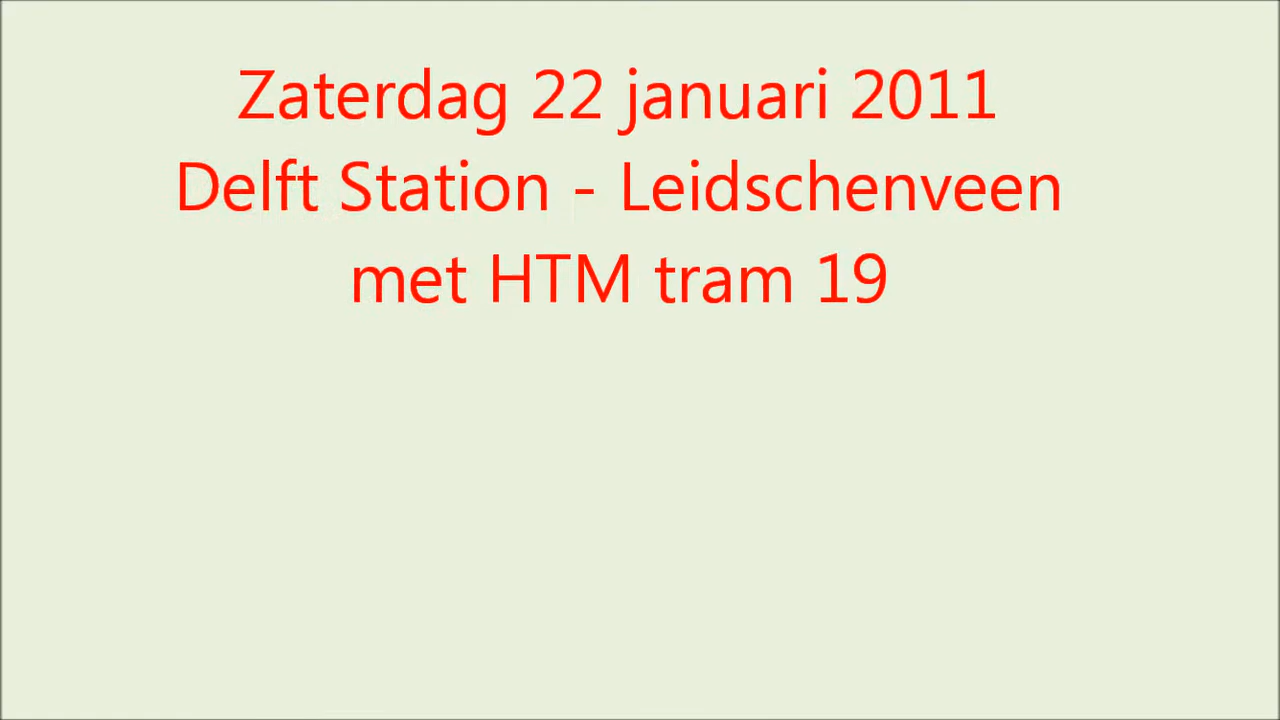 Zaterdag 22 januari 2011
Delft Station - Leidschenveen
met HTM tram 19